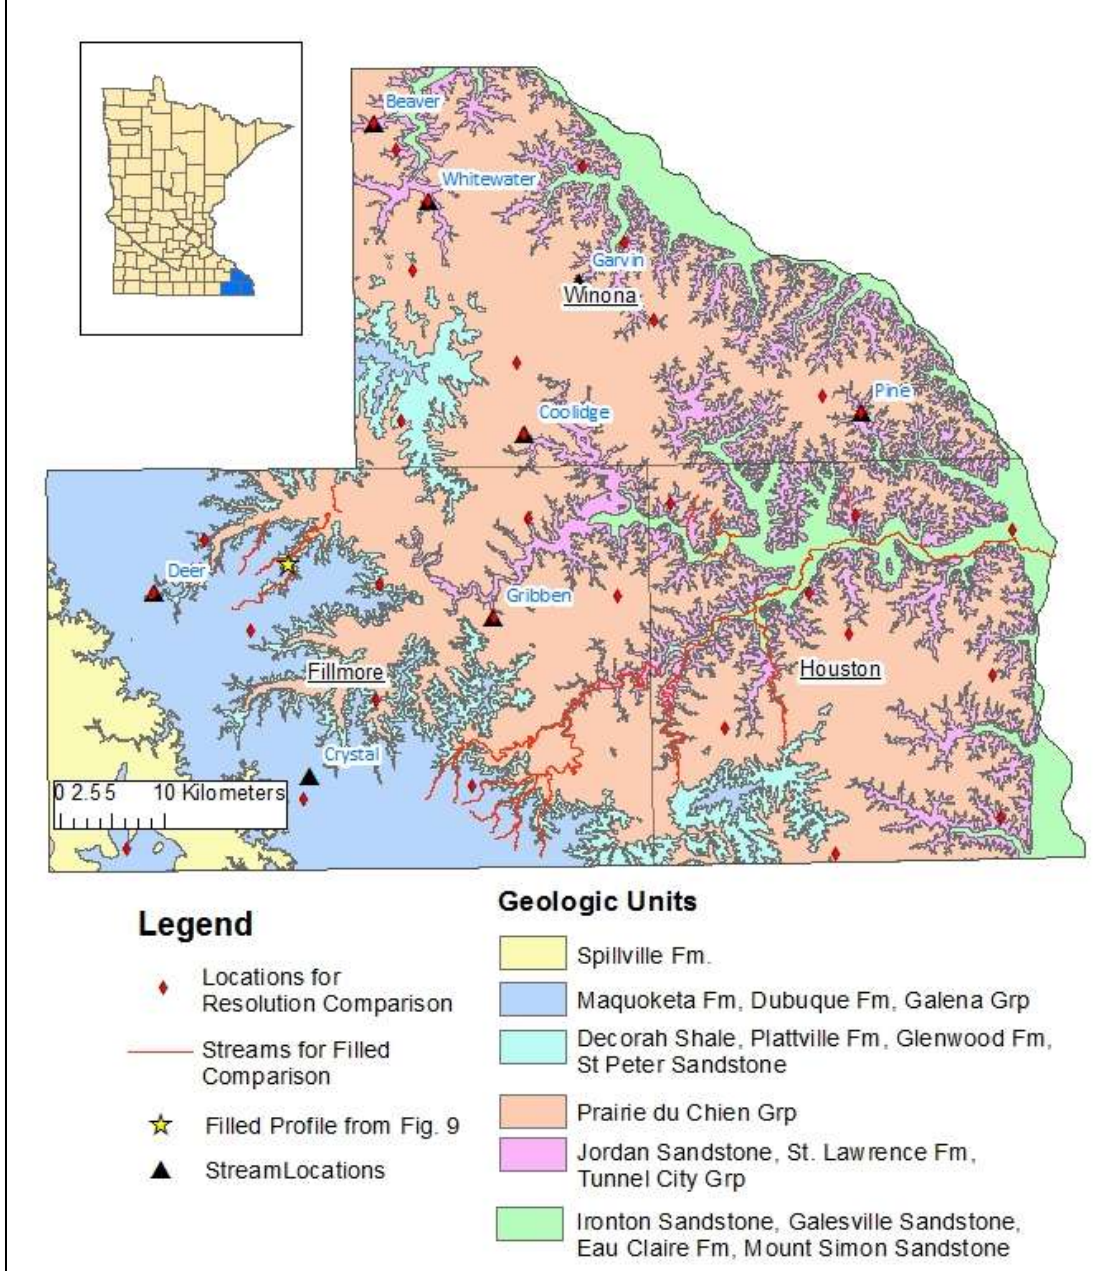 Beaver
Whitewater
Garvin
Winona
Pine
Coolidge
Deer
Gribben
Fillmore
Houston
Crystal
0 2.5 5 10 Kilometers
Legend
Locations for
Resolution Comparison
Streams for Filled
Comparison
Filled Profile from Fig. 9
StreamLocations
Geologic Units
Spillville Fm.
Maquoketa Fm, Dubuque Fm, Galena Grp
Decorah Shale, Plattville Fm, Glenwood Fm,
St Peter Sandstone
Prairie du Chien Grp
Jordan Sandstone, St. Lawrence Fm,
Tunnel City Grp
Ironton Sandstone, Galesville Sandstone,
Eau Claire Fm, Mount Simon Sandstone